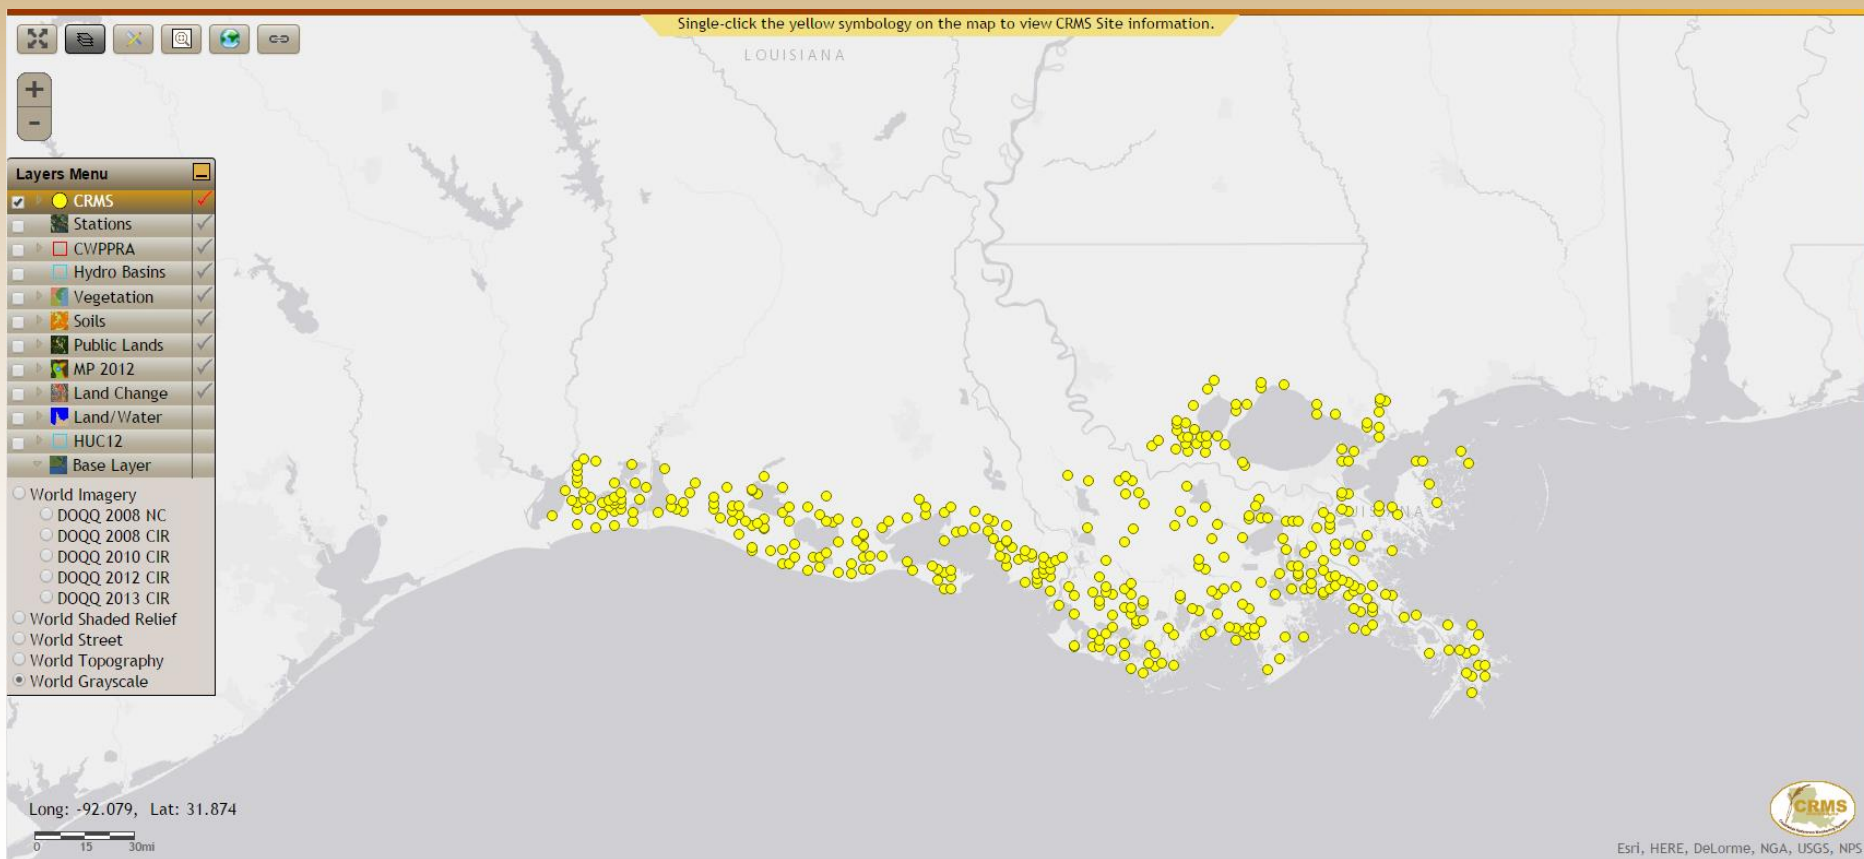 Single-click the yellow symbology on the map to view CRMS Site information.
LOUISIANA
+
-
Layers Menu
CRMS
Stations
CWPPRA
Hydro Basins
Vegetation
Soils
Public Lands
MP 2012
Land Change
Land/Water
HUC12
Base Layer
World Imagery
DOQQ 2008 NC
DOQQ 2008 CIR
DOQQ 2010 CIR
DOQQ 2012 CIR
DOQQ 2013 CIR
World Shaded Relief
World Street
World Topography
World Grayscale
Long: -92.079, Lat: 31.874
0 15 30mi
CRMS
Esri, HERE, DeLorme, NGA, USGS, NPS